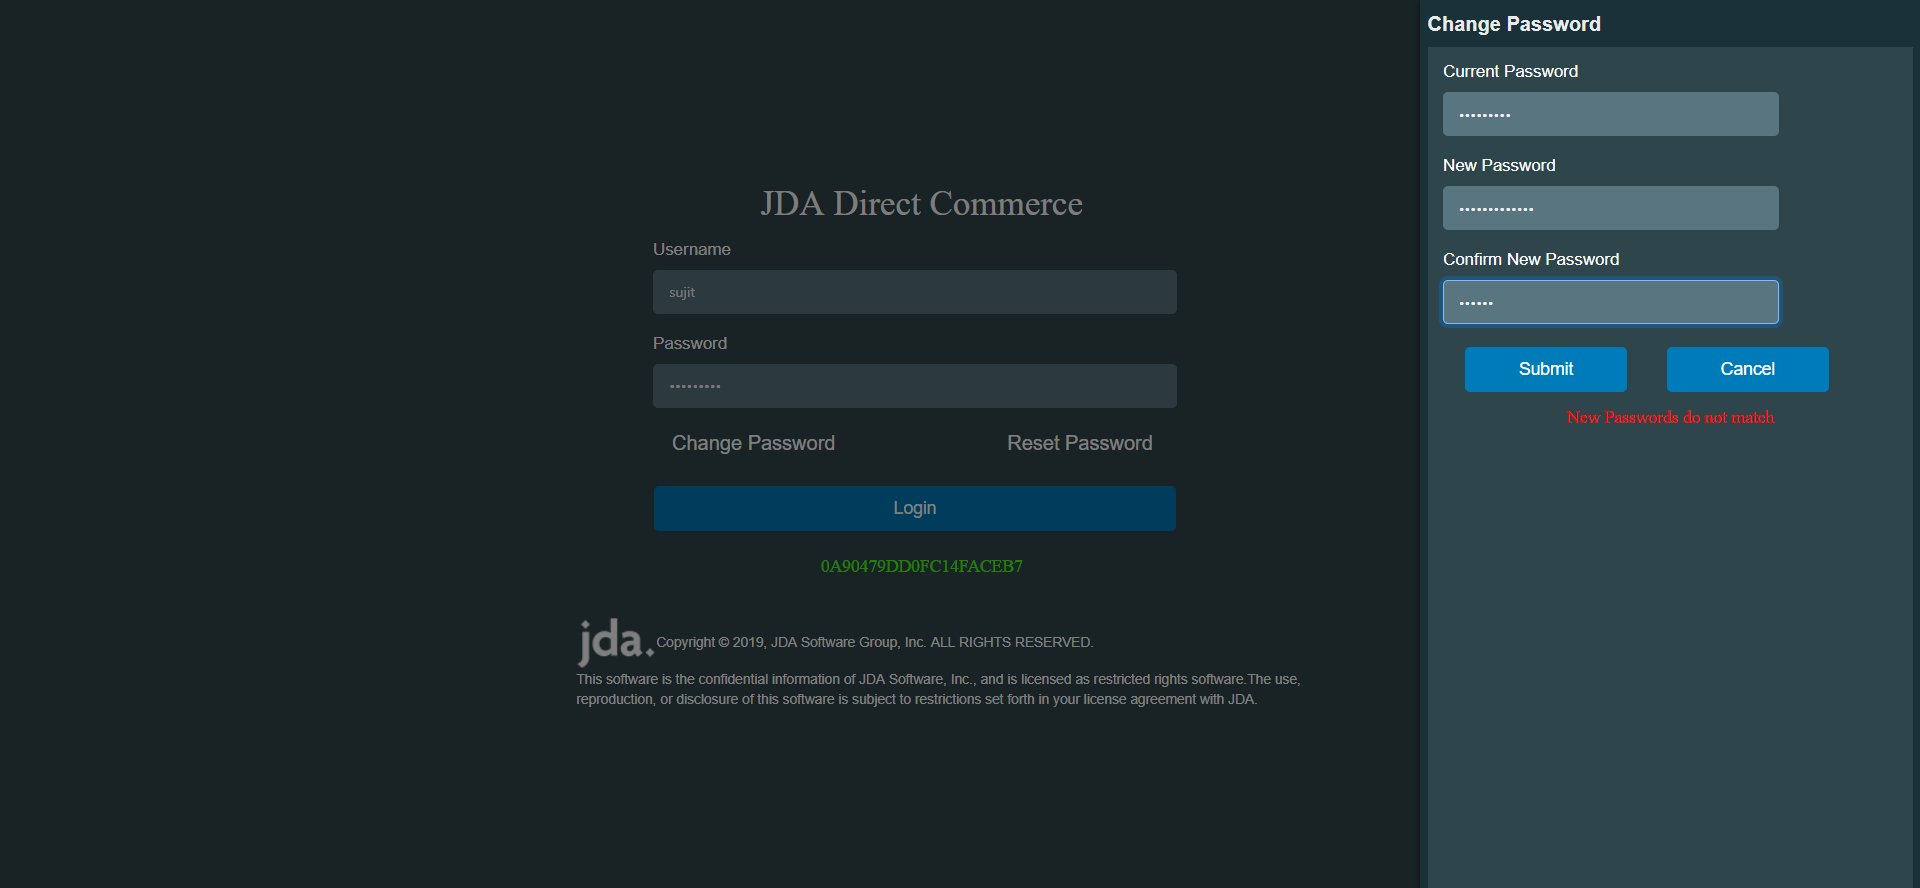 Change Password
Current Password
•••••••••
New Password
•••••••••••••
Confirm New Password
••••••
Submit
Cancel
New Passwords do not match
JDA Direct Commerce
Username
sujit
Password
•••••••••
Change Password
Reset Password
Login
0A90479DD0FC14FACEB7
jda.
Copyright © 2019, JDA Software Group, Inc. ALL RIGHTS RESERVED.
This software is the confidential information of JDA Software, Inc., and is licensed as restricted rights software.The use,
reproduction, or disclosure of this software is subject to restrictions set forth in your license agreement with JDA.